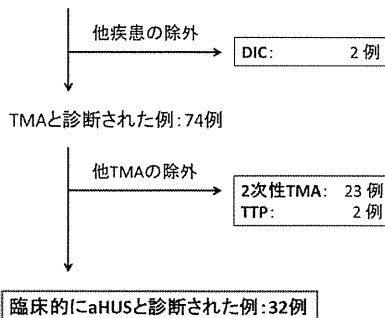 他疾患の除外
DIC: 2 例
TMAと診断された例:74例
他TMAの除外
2次性TMA: 23 例
TTP: 2 例
臨床的にaHUSと診断された例:32例